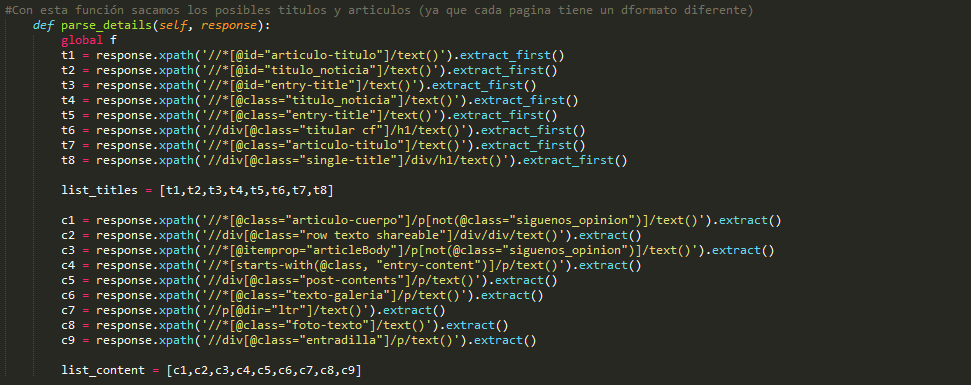 #Con esta función sacamos los posibles titulos y articulos (ya que cada pagina tiene un dformato diferente)
def parse_details(self, response):
global f
t1 = response.xpath('//*[@id="articulo-titulo"]/text()').extract_first()
t2 = response.xpath('//*[@id="titulo_noticia"]/text()').extract_first()
t3 = response.xpath('//*[@id="entry-title"]/text()').extract_first()
t4 = response.xpath('//*[@class="titulo_noticia"]/text()').extract_first()
t5 = response.xpath('//*[@class="entry-title"]/text()').extract_first()
t6 = response.xpath('//div[@class="titular cf"]/h1/text()').extract_first()
t7 = response.xpath('//*[@class="articulo-titulo"]/text()').extract_first()
t8 = response.xpath('//div[@class="single-title"]/div/h1/text()').extract_first()
list_titles = [t1,t2,t3,t4,t5,t6,t7,t8]
c1 = response.xpath('//*[@class="articulo-cuerpo"]/p[not(@class="siguenos_opinion")]/text()').extract()
c2 = response.xpath('//div[@class="row texto shareable"]/div/div/text()').extract()
c3 = response.xpath('//*[@itemprop="articleBody"]/p[not(@class="siguenos_opinion")]/text()').extract()
c4 = response.xpath('//*[starts-with(@class, "entry-content")]/p/text()').extract()
c5 = response.xpath('//div[@class="post-contents"]/p/text()').extract()
c6 = response.xpath('//*[@class="texto-galeria"]/p/text()').extract()
c7 = response.xpath('//p[@dir="ltr"]/text()').extract()
c8 = response.xpath('//*[@class="foto-texto"]/text()').extract()
c9 = response.xpath('//div[@class="entradilla"]/p/text()').extract()
list_content = [c1,c2,c3,c4,c5,c6,c7,c8,c9]